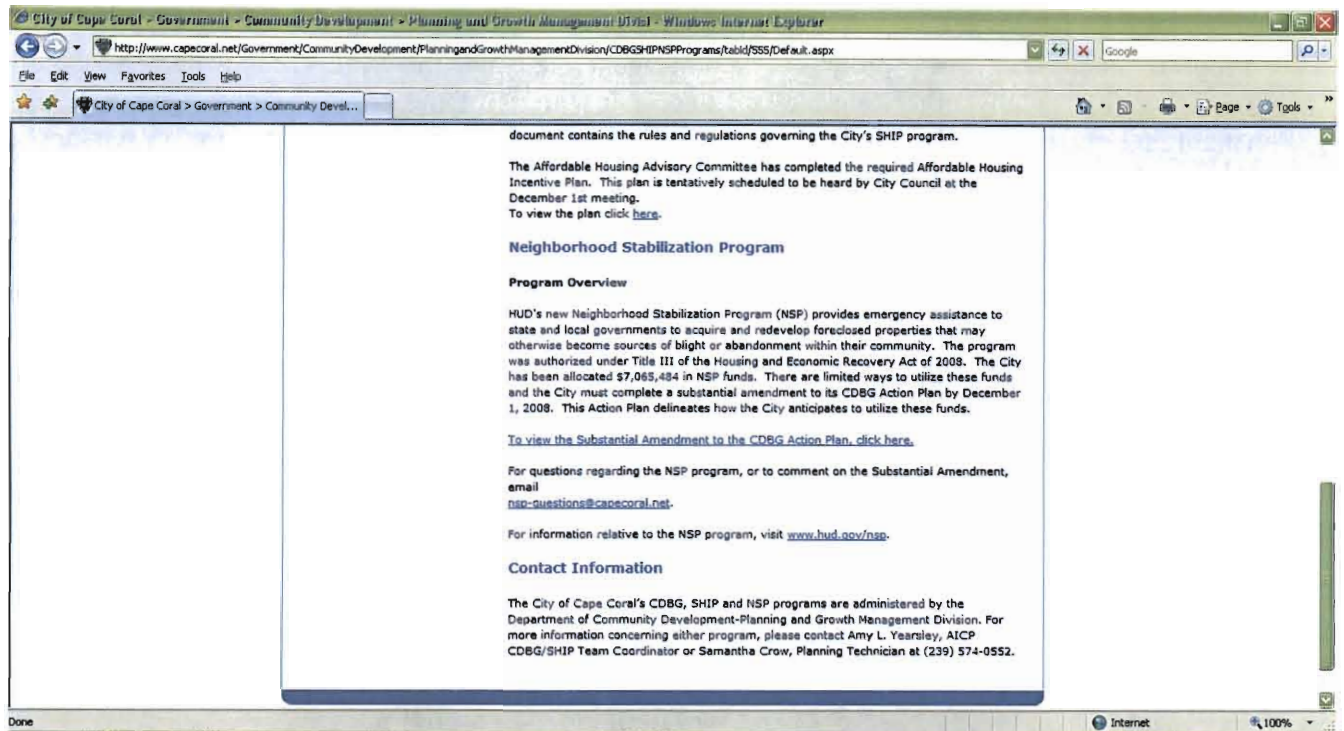 City of Cape Coral > Government > Community Development > Planning and Growth Management Divisi - Windows Internet Explorer
http://www.capecoral.net/Government/CommunityDevelopment/PlanningandGrowthManagementDivision/CDBGSHIPNSPPrograms/tabid/555/Default.aspx
Google
File Edit View Favorites Tools Help
City of Cape Coral > Government > Community Devel...
Page Tools
document contains the rules and regulations governing the City's SHIP program.
The Affordable Housing Advisory Committee has completed the required Affordable Housing
Incentive Plan. This plan is tentatively scheduled to be heard by City Council at the
December 1st meeting.
To view the plan click here.
Neighborhood Stabilization Program
Program Overview
HUD's new Neighborhood Stabilization Program (NSP) provides emergency assistance to
state and local governments to acquire and redevelop foreclosed properties that may
otherwise become sources of blight or abandonment within their community. The program
was authorized under Title III of the Housing and Economic Recovery Act of 2008. The City
has been allocated $7,065,484 in NSP funds. There are limited ways to utilize these funds
and the City must complete a substantial amendment to its CDBG Action Plan by December
1, 2008. This Action Plan delineates how the City anticipates to utilize these funds.
To view the Substantial Amendment to the CDBG Action Plan, click here.
For questions regarding the NSP program, or to comment on the Substantial Amendment,
email
nsp-questions@capecoral.net.
For information relative to the NSP program, visit www.hud.gov/nsp.
Contact Information
The City of Cape Coral's CDBG, SHIP and NSP programs are administered by the
Department of Community Development-Planning and Growth Management Division. For
more information concerning either program, please contact Amy L. Yearsley, AICP
CDBG/SHIP Team Coordinator or Samantha Crow, Planning Technician at (239) 574-0552.
Done
Internet
100%